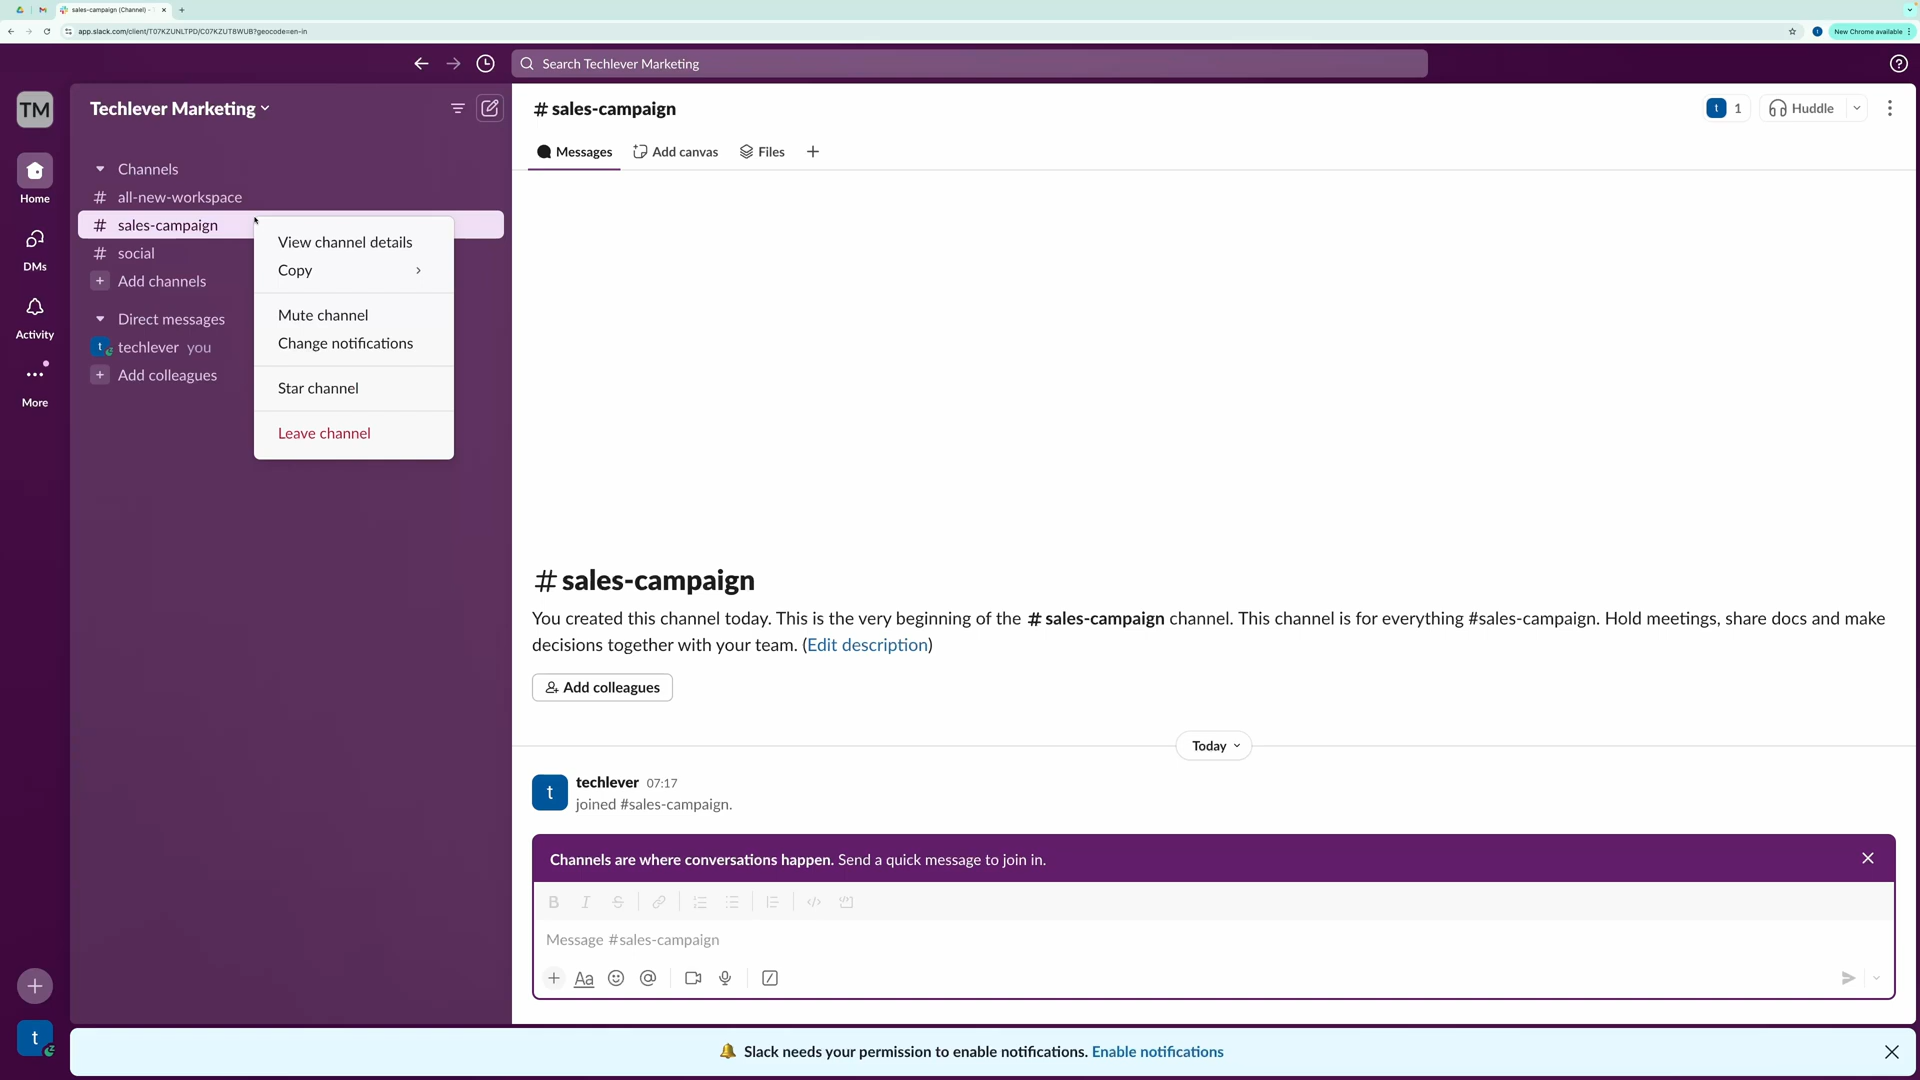 sales-campaign (Channel) -
app.slack.com/client/T07KZUNLTPD/C07KZUT8WUB?geocode=en-in
New Chrome available
Search Techlever Marketing
TM
Techlever Marketing
Home
DMs
Activity
More
Channels
# all-new-workspace
# sales-campaign
# social
+ Add channels
Direct messages
t techlever you
+ Add colleagues
View channel details
Copy
Mute channel
Change notifications
Star channel
Leave channel
# sales-campaign
t 1
Huddle
Messages
Add canvas
Files
+
# sales-campaign
You created this channel today. This is the very beginning of the # sales-campaign channel. This channel is for everything #sales-campaign. Hold meetings, share docs and make
decisions together with your team. (Edit description)
Add colleagues
Today
t
techlever 07:17
joined #sales-campaign.
Channels are where conversations happen. Send a quick message to join in.
B I S
Message #sales-campaign
+ Aa @
t
Slack needs your permission to enable notifications. Enable notifications